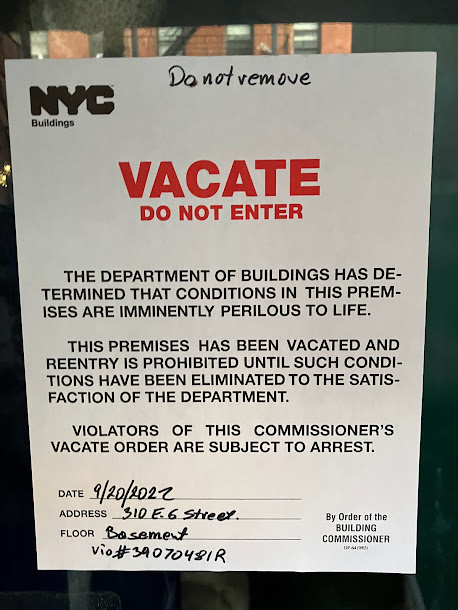 Do not remove
NYC
Buildings
VACATE
DO NOT ENTER
THE DEPARTMENT OF BUILDINGS HAS DE-
TERMINED THAT CONDITIONS IN THIS PREM-
ISES ARE IMMINENTLY PERILOUS TO LIFE.
THIS PREMISES HAS BEEN VACATED AND
REENTRY IS PROHIBITED UNTIL SUCH CONDI-
TIONS HAVE BEEN ELIMINATED TO THE SATIS-
FACTION OF THE DEPARTMENT.
VIOLATORS OF THIS COMMISSIONER'S
VACATE ORDER ARE SUBJECT TO ARREST.
DATE 9/20/2022
ADDRESS 310 E. 6 Street.
FLOOR Basement
Vio# 39070481R
By Order of the
BUILDING
COMMISSIONER